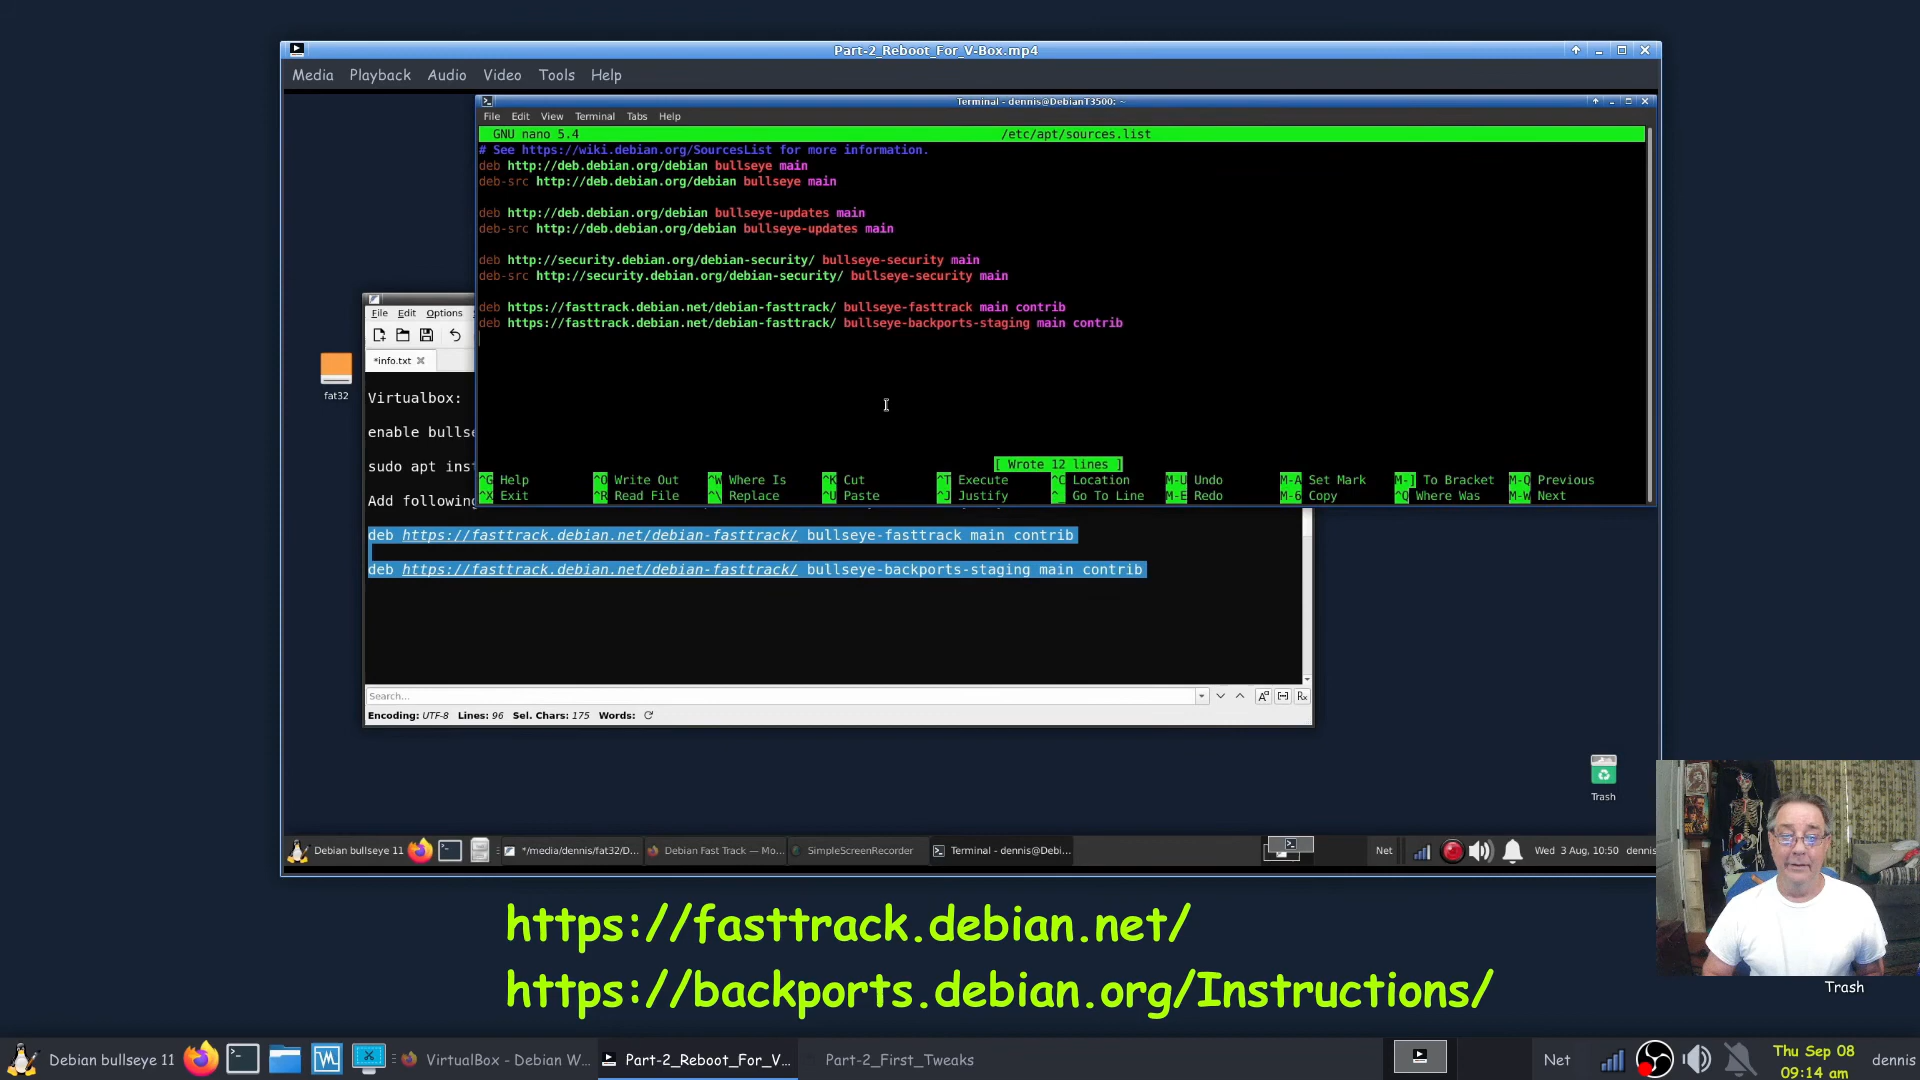 Part-2_Reboot_For_V-Box.mp4
Media Playback Audio Video Tools Help
Terminal - dennis@DebianT3500: ~
File Edit View Terminal Tabs Help
GNU nano 5.4 /etc/apt/sources.list
# See https://wiki.debian.org/SourcesList for more information.
deb http://deb.debian.org/debian bullseye main
deb-src http://deb.debian.org/debian bullseye main
deb http://deb.debian.org/debian bullseye-updates main
deb-src http://deb.debian.org/debian bullseye-updates main
deb http://security.debian.org/debian-security/ bullseye-security main
deb-src http://security.debian.org/debian-security/ bullseye-security main
deb https://fasttrack.debian.net/debian-fasttrack/ bullseye-fasttrack main contrib
deb https://fasttrack.debian.net/debian-fasttrack/ bullseye-backports-staging main contrib
[ Wrote 12 lines ]
^G Help ^O Write Out ^W Where Is ^K Cut ^T Execute ^C Location M-U Undo M-A Set Mark M-] To Bracket M-Q Previous
^X Exit ^R Read File ^\ Replace ^U Paste ^J Justify ^_ Go To Line M-E Redo M-6 Copy ^Q Where Was M-W Next
File Edit Options
*info.txt
fat32
Virtualbox:
enable bullse
sudo apt inst
Add following
deb https://fasttrack.debian.net/debian-fasttrack/ bullseye-fasttrack main contrib
deb https://fasttrack.debian.net/debian-fasttrack/ bullseye-backports-staging main contrib
Search...
Encoding: UTF-8 Lines: 96 Sel. Chars: 175 Words:
Trash
Debian bullseye 11 */media/dennis/fat32/D... Debian Fast Track — Mo... SimpleScreenRecorder Terminal - dennis@Debi... Net Wed 3 Aug, 10:50 dennis
https://fasttrack.debian.net/
https://backports.debian.org/Instructions/
Trash
Debian bullseye 11 VirtualBox - Debian W... Part-2_Reboot_For_V... Part-2_First_Tweaks Net Thu Sep 08 dennis
09:14 am